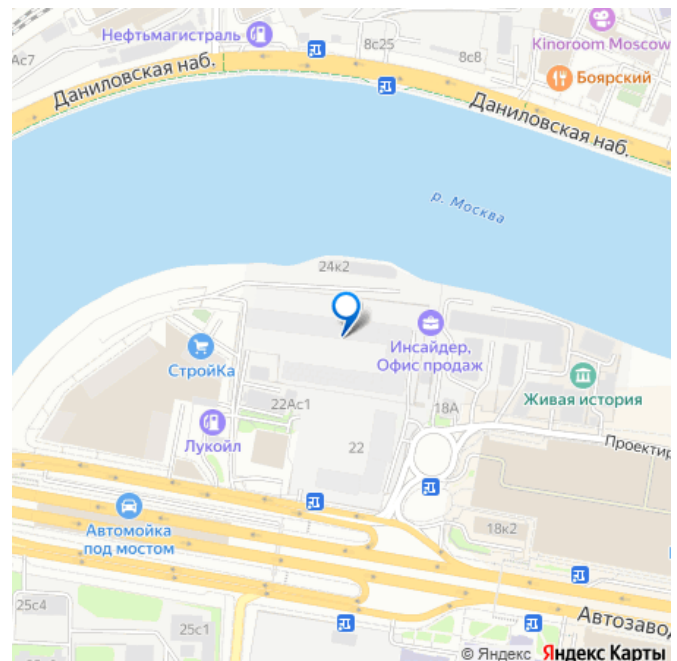 Нефтьмагистраль
8с25
8с8
Kinoroom Moscow
Ас7
Боярский
Даниловская наб.
Даниловская наб.
р. Москва
24к2
Инсайдер,
Офис продаж
СтройКа
Живая история
22Ас1
18А
Лукойл
22
Проектир
18к2
Автомойка
под мостом
25с4
25с1
Автозавод
© Яндекс Яндекс Карты